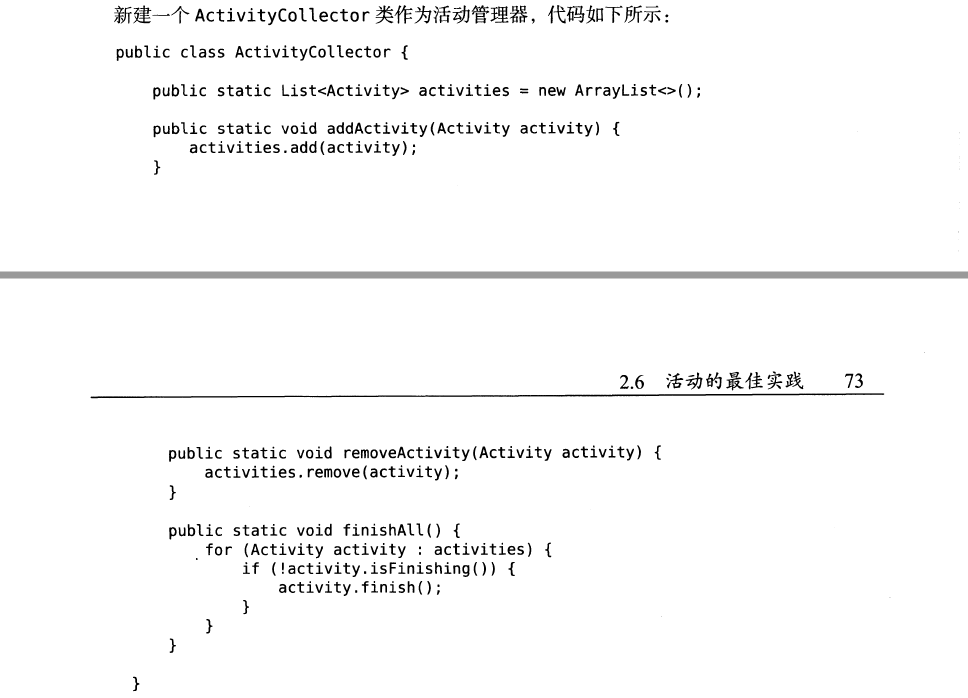 新建一个 ActivityCollector 类作为活动管理器，代码如下所示：
public class ActivityCollector {
public static List<Activity> activities = new ArrayList<>();
public static void addActivity(Activity activity) {
activities.add(activity);
}
2.6 活动的最佳实践 73
public static void removeActivity(Activity activity) {
activities.remove(activity);
}
public static void finishAll() {
for (Activity activity : activities) {
if (!activity.isFinishing()) {
activity.finish();
}
}
}
}